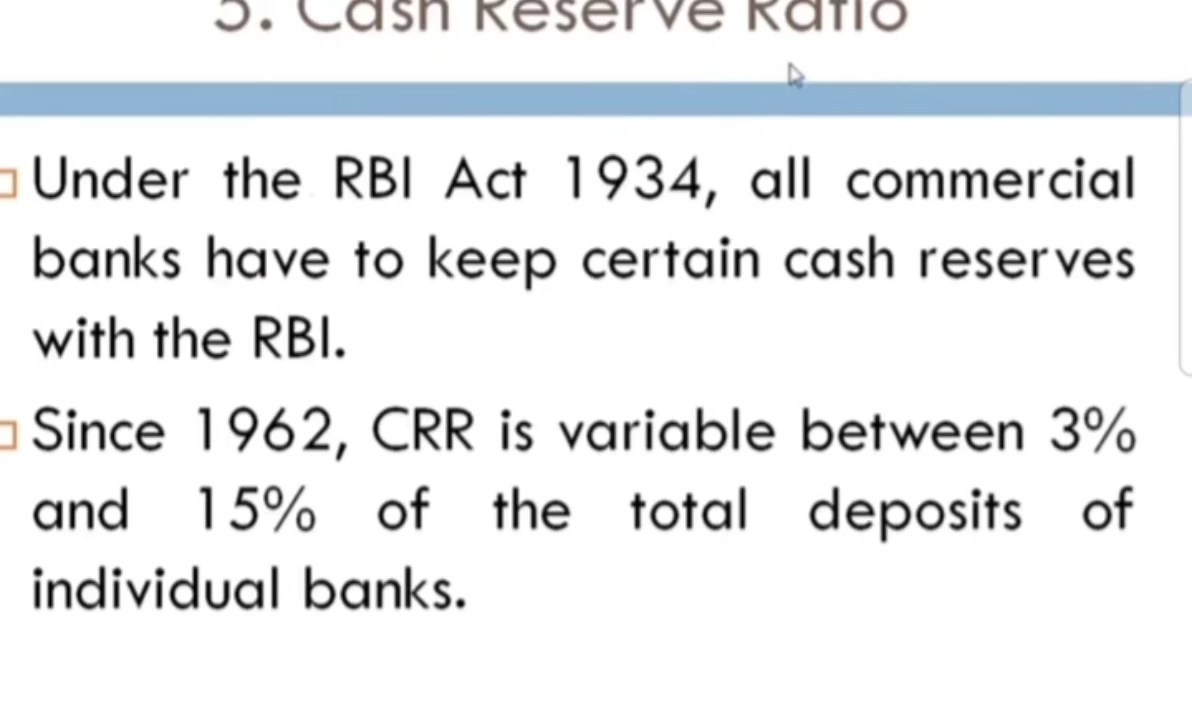 5. Cash Reserve Ratio
Under the RBI Act 1934, all commercial
banks have to keep certain cash reserves
with the RBI.
Since 1962, CRR is variable between 3%
and 15% of the total deposits of
individual banks.